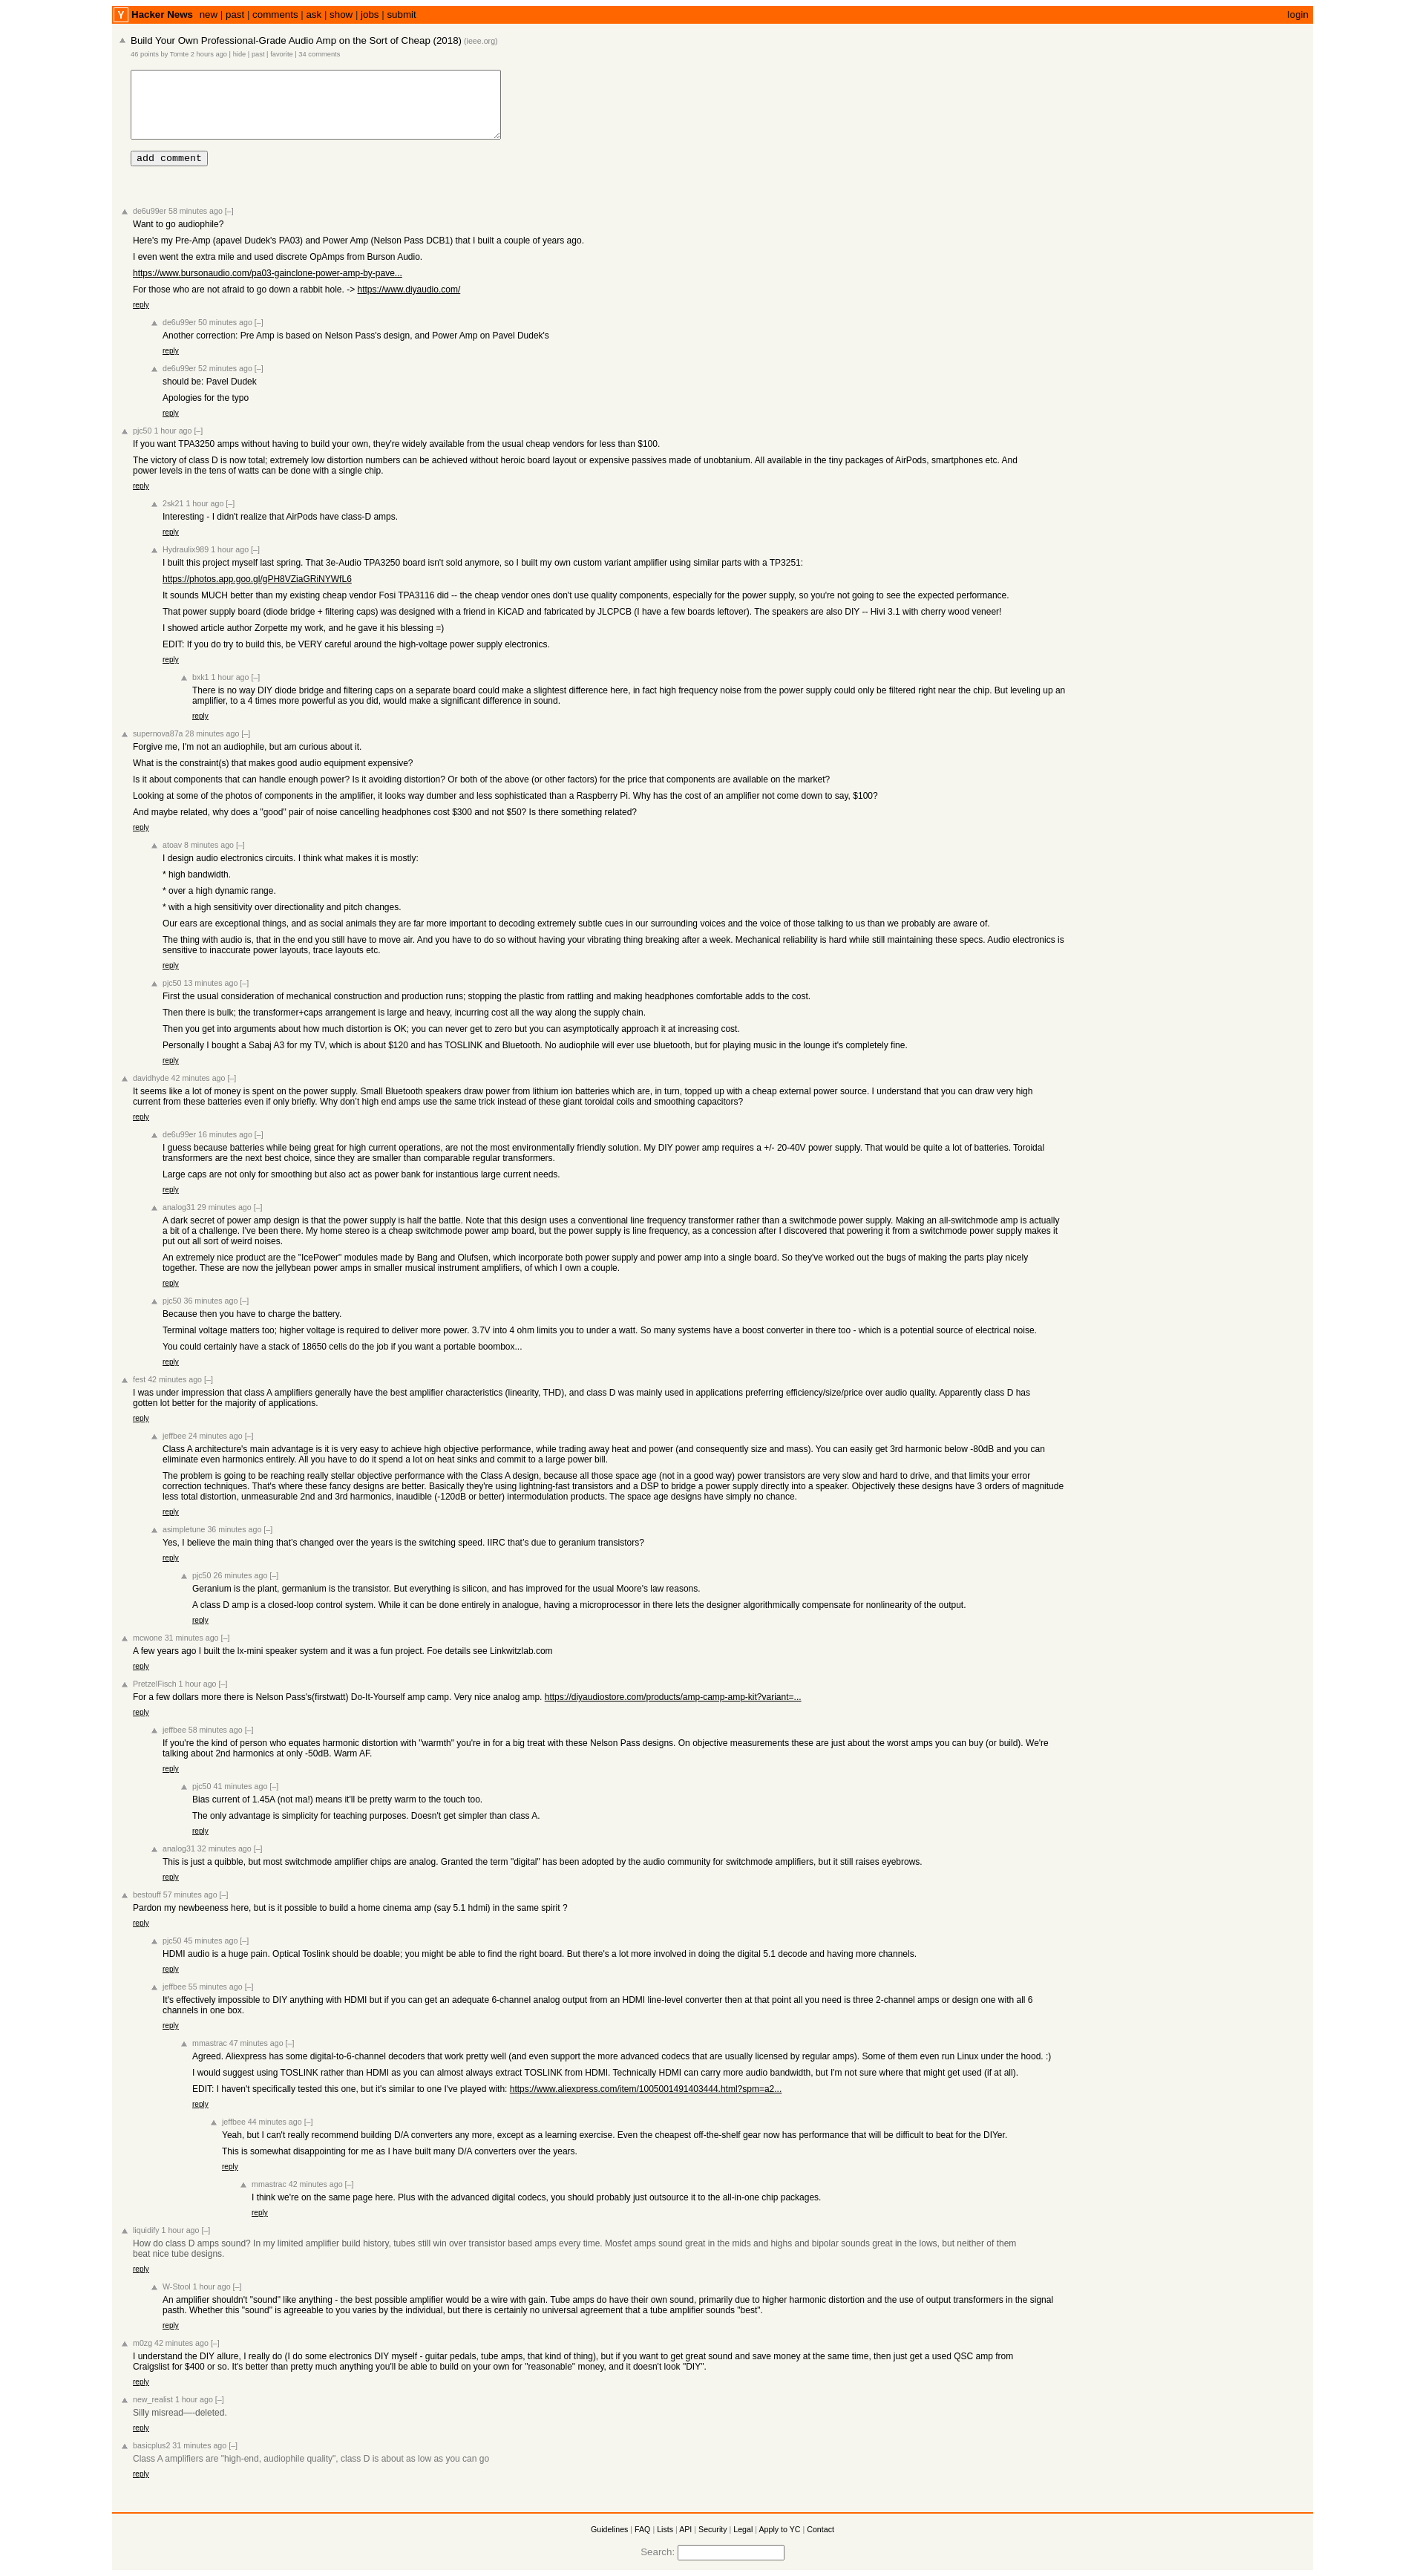 Y Hacker News new | past | comments | ask | show | jobs | submit login
Build Your Own Professional-Grade Audio Amp on the Sort of Cheap (2018) (ieee.org)
46 points by Tomte 2 hours ago | hide | past | favorite | 34 comments
add comment
de6u99er 58 minutes ago [–]
Want to go audiophile?
Here's my Pre-Amp (apavel Dudek's PA03) and Power Amp (Nelson Pass DCB1) that I built a couple of years ago.
I even went the extra mile and used discrete OpAmps from Burson Audio.
https://www.bursonaudio.com/pa03-gainclone-power-amp-by-pave...
For those who are not afraid to go down a rabbit hole. -> https://www.diyaudio.com/
reply
de6u99er 50 minutes ago [–]
Another correction: Pre Amp is based on Nelson Pass's design, and Power Amp on Pavel Dudek's
reply
de6u99er 52 minutes ago [–]
should be: Pavel Dudek
Apologies for the typo
reply
pjc50 1 hour ago [–]
If you want TPA3250 amps without having to build your own, they're widely available from the usual cheap vendors for less than $100.
The victory of class D is now total; extremely low distortion numbers can be achieved without heroic board layout or expensive passives made of unobtanium. All available in the tiny packages of AirPods, smartphones etc. And
power levels in the tens of watts can be done with a single chip.
reply
2sk21 1 hour ago [–]
Interesting - I didn't realize that AirPods have class-D amps.
reply
Hydraulix989 1 hour ago [–]
I built this project myself last spring. That 3e-Audio TPA3250 board isn't sold anymore, so I built my own custom variant amplifier using similar parts with a TP3251:
https://photos.app.goo.gl/gPH8VZiaGRiNYWfL6
It sounds MUCH better than my existing cheap vendor Fosi TPA3116 did -- the cheap vendor ones don't use quality components, especially for the power supply, so you're not going to see the expected performance.
That power supply board (diode bridge + filtering caps) was designed with a friend in KiCAD and fabricated by JLCPCB (I have a few boards leftover). The speakers are also DIY -- Hivi 3.1 with cherry wood veneer!
I showed article author Zorpette my work, and he gave it his blessing =)
EDIT: If you do try to build this, be VERY careful around the high-voltage power supply electronics.
reply
bxk1 1 hour ago [–]
There is no way DIY diode bridge and filtering caps on a separate board could make a slightest difference here, in fact high frequency noise from the power supply could only be filtered right near the chip. But leveling up an
amplifier, to a 4 times more powerful as you did, would make a significant difference in sound.
reply
supernova87a 28 minutes ago [–]
Forgive me, I'm not an audiophile, but am curious about it.
What is the constraint(s) that makes good audio equipment expensive?
Is it about components that can handle enough power? Is it avoiding distortion? Or both of the above (or other factors) for the price that components are available on the market?
Looking at some of the photos of components in the amplifier, it looks way dumber and less sophisticated than a Raspberry Pi. Why has the cost of an amplifier not come down to say, $100?
And maybe related, why does a "good" pair of noise cancelling headphones cost $300 and not $50? Is there something related?
reply
atoav 8 minutes ago [–]
I design audio electronics circuits. I think what makes it is mostly:
* high bandwidth.
* over a high dynamic range.
* with a high sensitivity over directionality and pitch changes.
Our ears are exceptional things, and as social animals they are far more important to decoding extremely subtle cues in our surrounding voices and the voice of those talking to us than we probably are aware of.
The thing with audio is, that in the end you still have to move air. And you have to do so without having your vibrating thing breaking after a week. Mechanical reliability is hard while still maintaining these specs. Audio electronics is
sensitive to inaccurate power layouts, trace layouts etc.
reply
pjc50 13 minutes ago [–]
First the usual consideration of mechanical construction and production runs; stopping the plastic from rattling and making headphones comfortable adds to the cost.
Then there is bulk; the transformer+caps arrangement is large and heavy, incurring cost all the way along the supply chain.
Then you get into arguments about how much distortion is OK; you can never get to zero but you can asymptotically approach it at increasing cost.
Personally I bought a Sabaj A3 for my TV, which is about $120 and has TOSLINK and Bluetooth. No audiophile will ever use bluetooth, but for playing music in the lounge it's completely fine.
reply
davidhyde 42 minutes ago [–]
It seems like a lot of money is spent on the power supply. Small Bluetooth speakers draw power from lithium ion batteries which are, in turn, topped up with a cheap external power source. I understand that you can draw very high
current from these batteries even if only briefly. Why don't high end amps use the same trick instead of these giant toroidal coils and smoothing capacitors?
reply
de6u99er 16 minutes ago [–]
I guess because batteries while being great for high current operations, are not the most environmentally friendly solution. My DIY power amp requires a +/- 20-40V power supply. That would be quite a lot of batteries. Toroidal
transformers are the next best choice, since they are smaller than comparable regular transformers.
Large caps are not only for smoothing but also act as power bank for instantious large current needs.
reply
analog31 29 minutes ago [–]
A dark secret of power amp design is that the power supply is half the battle. Note that this design uses a conventional line frequency transformer rather than a switchmode power supply. Making an all-switchmode amp is actually
a bit of a challenge. I've been there. My home stereo is a cheap switchmode power amp board, but the power supply is line frequency, as a concession after I discovered that powering it from a switchmode power supply makes it
put out all sort of weird noises.
An extremely nice product are the "IcePower" modules made by Bang and Olufsen, which incorporate both power supply and power amp into a single board. So they've worked out the bugs of making the parts play nicely
together. These are now the jellybean power amps in smaller musical instrument amplifiers, of which I own a couple.
reply
pjc50 36 minutes ago [–]
Because then you have to charge the battery.
Terminal voltage matters too; higher voltage is required to deliver more power. 3.7V into 4 ohm limits you to under a watt. So many systems have a boost converter in there too - which is a potential source of electrical noise.
You could certainly have a stack of 18650 cells do the job if you want a portable boombox...
reply
fest 42 minutes ago [–]
I was under impression that class A amplifiers generally have the best amplifier characteristics (linearity, THD), and class D was mainly used in applications preferring efficiency/size/price over audio quality. Apparently class D has
gotten lot better for the majority of applications.
reply
jeffbee 24 minutes ago [–]
Class A architecture's main advantage is it is very easy to achieve high objective performance, while trading away heat and power (and consequently size and mass). You can easily get 3rd harmonic below -80dB and you can
eliminate even harmonics entirely. All you have to do it spend a lot on heat sinks and commit to a large power bill.
The problem is going to be reaching really stellar objective performance with the Class A design, because all those space age (not in a good way) power transistors are very slow and hard to drive, and that limits your error
correction techniques. That's where these fancy designs are better. Basically they're using lightning-fast transistors and a DSP to bridge a power supply directly into a speaker. Objectively these designs have 3 orders of magnitude
less total distortion, unmeasurable 2nd and 3rd harmonics, inaudible (-120dB or better) intermodulation products. The space age designs have simply no chance.
reply
asimpletune 36 minutes ago [–]
Yes, I believe the main thing that's changed over the years is the switching speed. IIRC that's due to geranium transistors?
reply
pjc50 26 minutes ago [–]
Geranium is the plant, germanium is the transistor. But everything is silicon, and has improved for the usual Moore's law reasons.
A class D amp is a closed-loop control system. While it can be done entirely in analogue, having a microprocessor in there lets the designer algorithmically compensate for nonlinearity of the output.
reply
mcwone 31 minutes ago [–]
A few years ago I built the lx-mini speaker system and it was a fun project. Foe details see Linkwitzlab.com
reply
PretzelFisch 1 hour ago [–]
For a few dollars more there is Nelson Pass's(firstwatt) Do-It-Yourself amp camp. Very nice analog amp. https://diyaudiostore.com/products/amp-camp-amp-kit?variant=...
reply
jeffbee 58 minutes ago [–]
If you're the kind of person who equates harmonic distortion with "warmth" you're in for a big treat with these Nelson Pass designs. On objective measurements these are just about the worst amps you can buy (or build). We're
talking about 2nd harmonics at only -50dB. Warm AF.
reply
pjc50 41 minutes ago [–]
Bias current of 1.45A (not ma!) means it'll be pretty warm to the touch too.
The only advantage is simplicity for teaching purposes. Doesn't get simpler than class A.
reply
analog31 32 minutes ago [–]
This is just a quibble, but most switchmode amplifier chips are analog. Granted the term "digital" has been adopted by the audio community for switchmode amplifiers, but it still raises eyebrows.
reply
bestouff 57 minutes ago [–]
Pardon my newbeeness here, but is it possible to build a home cinema amp (say 5.1 hdmi) in the same spirit ?
reply
pjc50 45 minutes ago [–]
HDMI audio is a huge pain. Optical Toslink should be doable; you might be able to find the right board. But there's a lot more involved in doing the digital 5.1 decode and having more channels.
reply
jeffbee 55 minutes ago [–]
It's effectively impossible to DIY anything with HDMI but if you can get an adequate 6-channel analog output from an HDMI line-level converter then at that point all you need is three 2-channel amps or design one with all 6
channels in one box.
reply
mmastrac 47 minutes ago [–]
Agreed. Aliexpress has some digital-to-6-channel decoders that work pretty well (and even support the more advanced codecs that are usually licensed by regular amps). Some of them even run Linux under the hood. :)
I would suggest using TOSLINK rather than HDMI as you can almost always extract TOSLINK from HDMI. Technically HDMI can carry more audio bandwidth, but I'm not sure where that might get used (if at all).
EDIT: I haven't specifically tested this one, but it's similar to one I've played with: https://www.aliexpress.com/item/1005001491403444.html?spm=a2...
reply
jeffbee 44 minutes ago [–]
Yeah, but I can't really recommend building D/A converters any more, except as a learning exercise. Even the cheapest off-the-shelf gear now has performance that will be difficult to beat for the DIYer.
This is somewhat disappointing for me as I have built many D/A converters over the years.
reply
mmastrac 42 minutes ago [–]
I think we're on the same page here. Plus with the advanced digital codecs, you should probably just outsource it to the all-in-one chip packages.
reply
liquidify 1 hour ago [–]
How do class D amps sound? In my limited amplifier build history, tubes still win over transistor based amps every time. Mosfet amps sound great in the mids and highs and bipolar sounds great in the lows, but neither of them
beat nice tube designs.
reply
W-Stool 1 hour ago [–]
An amplifier shouldn't "sound" like anything - the best possible amplifier would be a wire with gain. Tube amps do have their own sound, primarily due to higher harmonic distortion and the use of output transformers in the signal
pasth. Whether this "sound" is agreeable to you varies by the individual, but there is certainly no universal agreement that a tube amplifier sounds "best".
reply
m0zg 42 minutes ago [–]
I understand the DIY allure, I really do (I do some electronics DIY myself - guitar pedals, tube amps, that kind of thing), but if you want to get great sound and save money at the same time, then just get a used QSC amp from
Craigslist for $400 or so. It's better than pretty much anything you'll be able to build on your own for "reasonable" money, and it doesn't look "DIY".
reply
new_realist 1 hour ago [–]
Silly misread—-deleted.
reply
basicplus2 31 minutes ago [–]
Class A amplifiers are "high-end, audiophile quality", class D is about as low as you can go
reply
Guidelines | FAQ | Lists | API | Security | Legal | Apply to YC | Contact
Search: